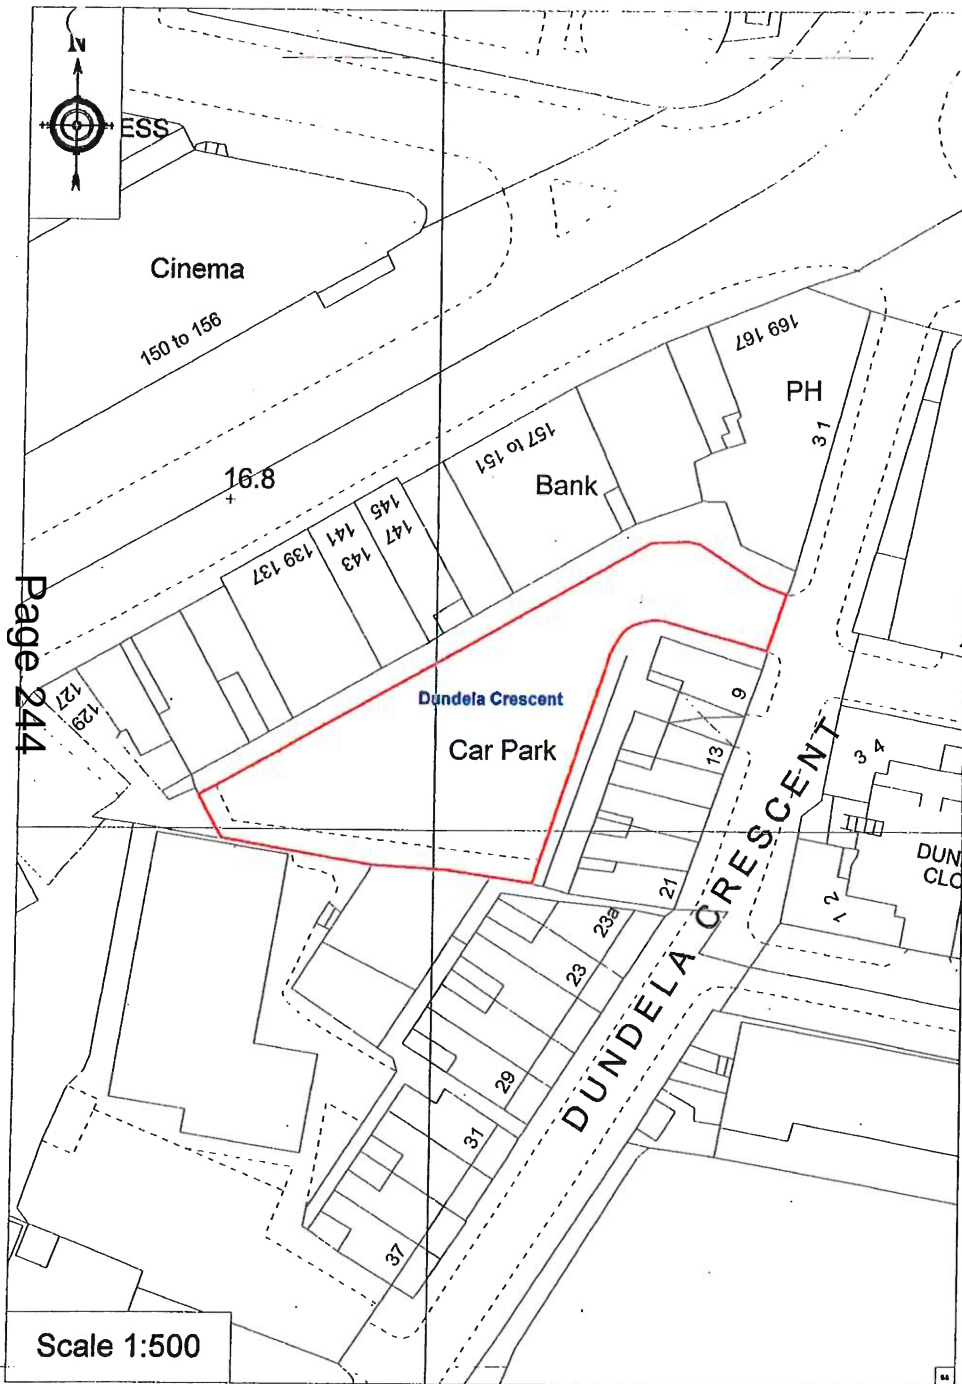 N
ESS
Cinema
150 to 156
169 167
PH
31
157 to 151
Bank
16.8
145
147
141
143
139 137
Page 244
127
129
Dundela Crescent
Car Park
9
13
21
DUNDELA CRESCENT
3 4
DUN
CLO
1 2
23a
23
29
31
37
Scale 1:500